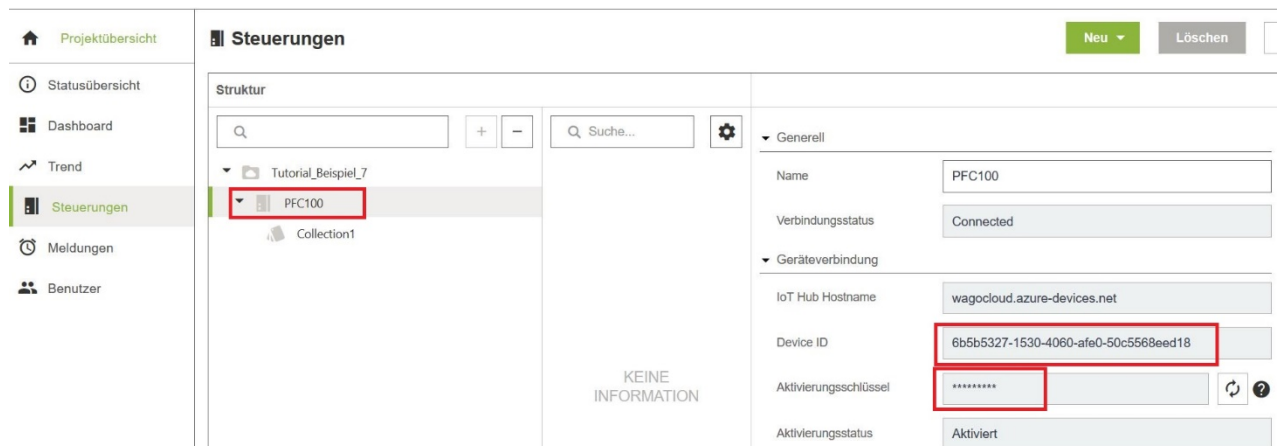 Projektübersicht
Statusübersicht
Dashboard
Trend
Steuerungen
Meldungen
Benutzer
Steuerungen
Neu
Löschen
Struktur
Suche...
Tutorial_Beispiel_7
PFC100
Collection1
KEINE
INFORMATION
Generell
Name
PFC100
Verbindungsstatus
Connected
Geräteverbindung
IoT Hub Hostname
wagocloud.azure-devices.net
Device ID
6b5b5327-1530-4060-afe0-50c5568eed18
Aktivierungsschlüssel
*********
Aktivierungsstatus
Aktiviert